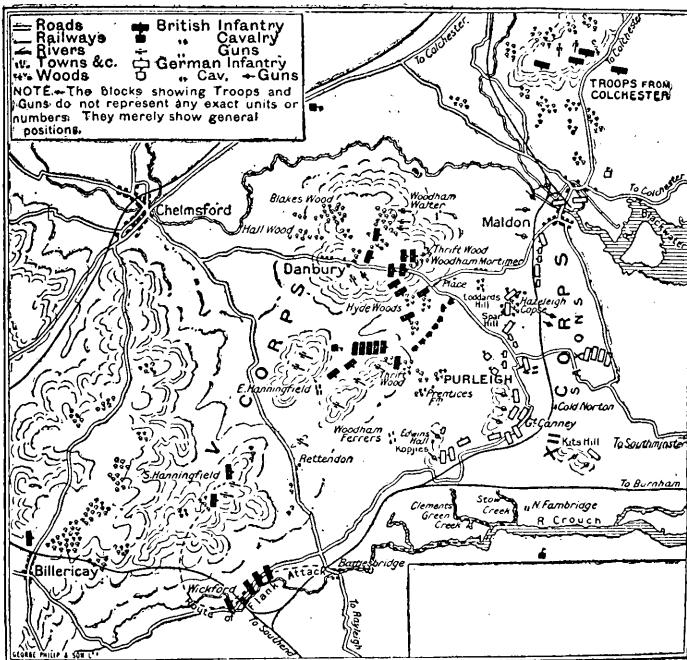 Roads
Railways
Rivers
Towns &c.
Woods
British Infantry
" Cavalry
" Guns
German Infantry
" Cav. Guns
NOTE.—The Blocks showing Troops and
Guns do not represent any exact units or
numbers. They merely show general
positions.
To Colchester
To Colchester
TROOPS FROM
COLCHESTER
To Colchester
Blackwater
Chelmsford
Blakes Wood
Woodham
Walter
Hall Wood
Maldon
Danbury
Thrift Wood
Woodham Mortimer
Place
Hyde Woods
Loddards
Hill
Hazeleigh
Copse
Spar
Hill
V CORPS
CORPS
SAXONS
E. Hanningfield
Thrift
Wood
PURLEIGH
Prentices
Fm
Cold Norton
Woodham
Ferrers
Edwins
Hall
Kopjies
Gt Canney
Kits Hill
To Southminster
Rettendon
S. Hanningfield
To Burnham
Clements
Green
Creek
Stow
Creek
N. Fambridge
R. Crouch
Billericay
Battlesbridge
Wickford
Route of Flank Attack
To Southend
To Rayleigh
GEORGE PHILIP & SON LTD